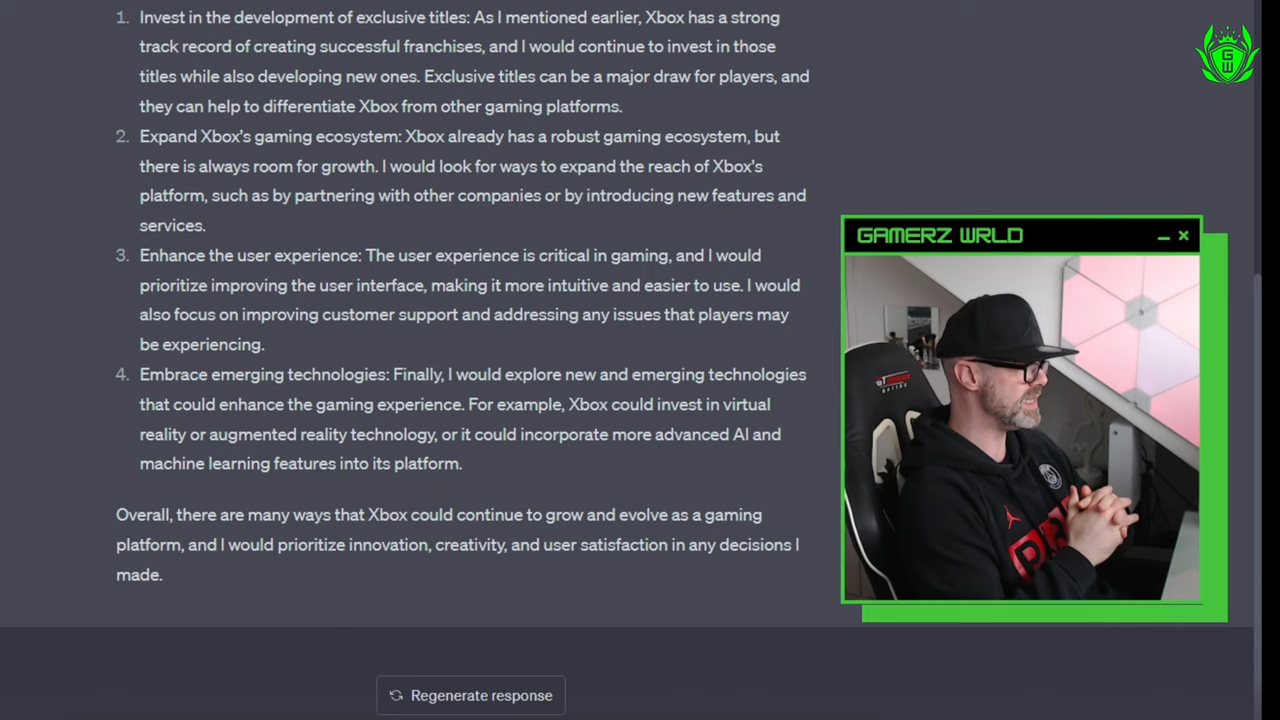 1. Invest in the development of exclusive titles: As I mentioned earlier, Xbox has a strong
track record of creating successful franchises, and I would continue to invest in those
titles while also developing new ones. Exclusive titles can be a major draw for players, and
they can help to differentiate Xbox from other gaming platforms.
2. Expand Xbox's gaming ecosystem: Xbox already has a robust gaming ecosystem, but
there is always room for growth. I would look for ways to expand the reach of Xbox's
platform, such as by partnering with other companies or by introducing new features and
services.
3. Enhance the user experience: The user experience is critical in gaming, and I would
prioritize improving the user interface, making it more intuitive and easier to use. I would
also focus on improving customer support and addressing any issues that players may
be experiencing.
4. Embrace emerging technologies: Finally, I would explore new and emerging technologies
that could enhance the gaming experience. For example, Xbox could invest in virtual
reality or augmented reality technology, or it could incorporate more advanced AI and
machine learning features into its platform.
Overall, there are many ways that Xbox could continue to grow and evolve as a gaming
platform, and I would prioritize innovation, creativity, and user satisfaction in any decisions I
made.
Regenerate response
GW
GAMERZ WRLD
RACING